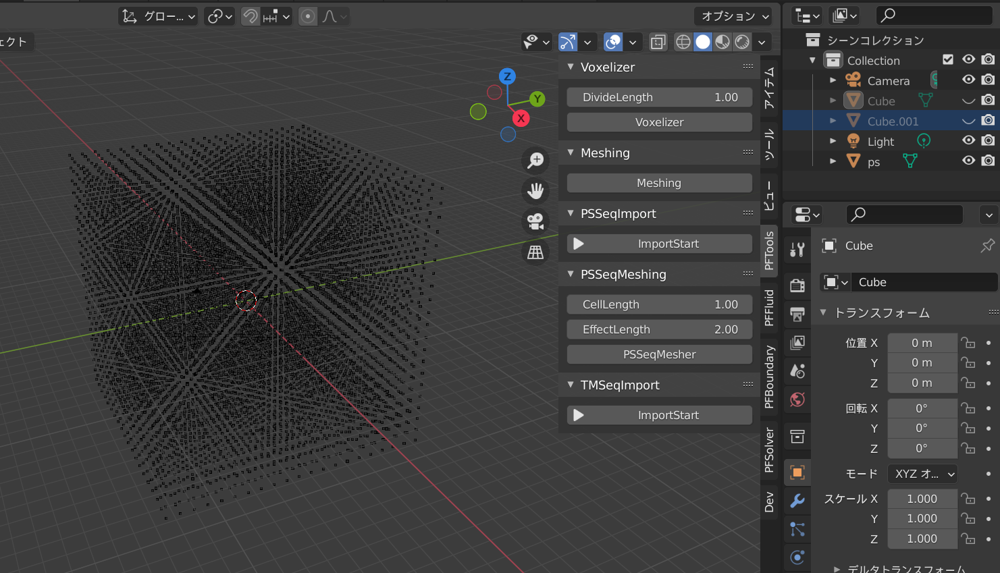 グロー...
オプション
ェクト
Z
Y
X
Voxelizer
DivideLength 1.00
Voxelizer
Meshing
Meshing
PSSeqImport
ImportStart
PSSeqMeshing
CellLength 1.00
EffectLength 2.00
PSSeqMesher
TMSeqImport
ImportStart
アイテム
ツール
ビュー
PFTools
PFFluid
PFBoundary
PFSolver
Dev
シーンコレクション
Collection
Camera
Cube
Cube.001
Light
ps
Cube
Cube
トランスフォーム
位置 X 0 m
Y 0 m
Z 0 m
回転 X 0°
Y 0°
Z 0°
モード XYZ オ...
スケール X 1.000
Y 1.000
Z 1.000
デルタトランスフォーム